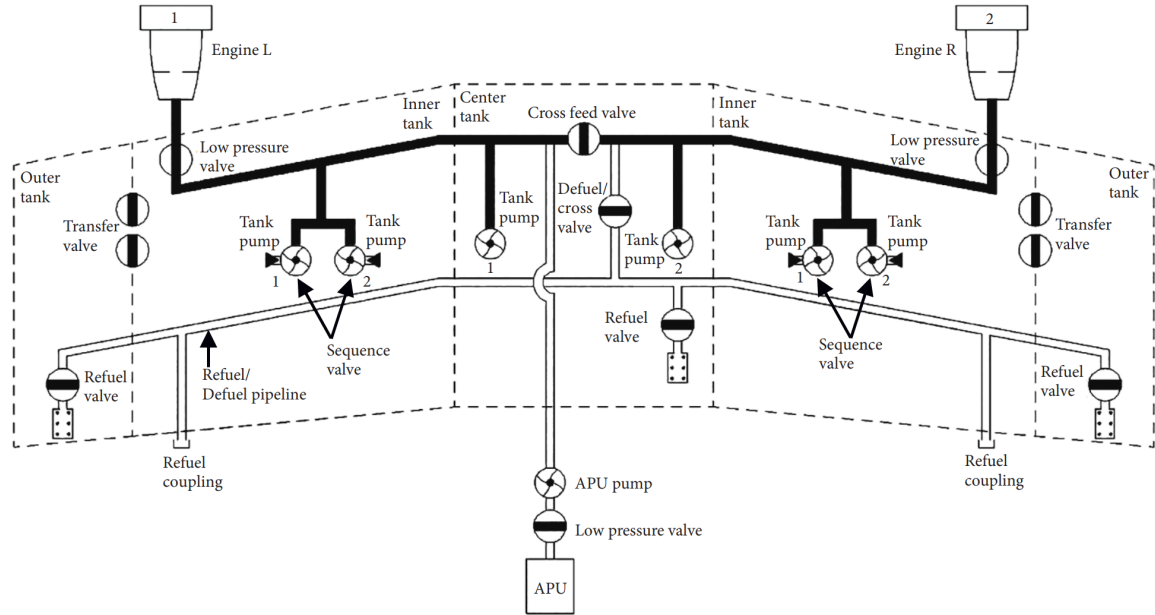 1
2
Engine L
Engine R
Inner
tank
Center
tank
Cross feed valve
Inner
tank
Low pressure
valve
Low pressure
valve
Outer
tank
Outer
tank
Transfer
valve
Tank
pump
Tank
pump
Tank
pump
Defuel/
cross
valve
Tank
pump
Tank
pump
Tank
pump
Transfer
valve
1
2
1
2
1
2
Sequence
valve
Refuel
valve
Sequence
valve
Refuel
valve
Refuel/
Defuel pipeline
Refuel
valve
Refuel
coupling
Refuel
coupling
APU pump
Low pressure valve
APU